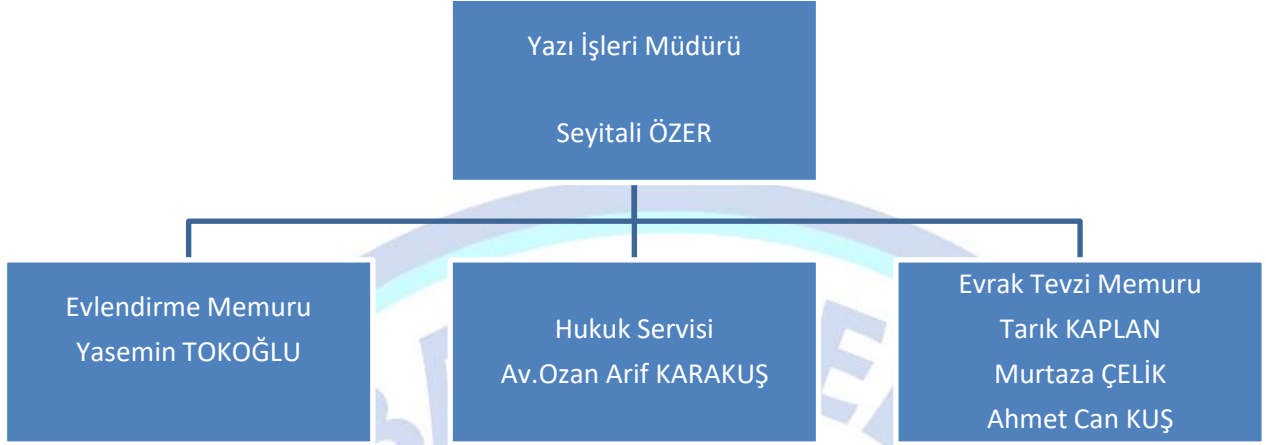 Yazı İşleri Müdürü
Seyitali ÖZER
Evlendirme Memuru
Yasemin TOKOĞLU
Hukuk Servisi
Av.Ozan Arif KARAKUŞ
Evrak Tevzi Memuru
Tarık KAPLAN
Murtaza ÇELİK
Ahmet Can KUŞ